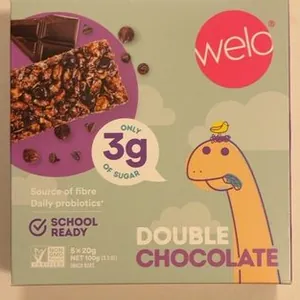 welo
ONLY
3g
OF SUGAR
Source of fibre
Daily probiotics*
SCHOOL
READY
DOUBLE
CHOCOLATE
5 x 20g
NET 100g